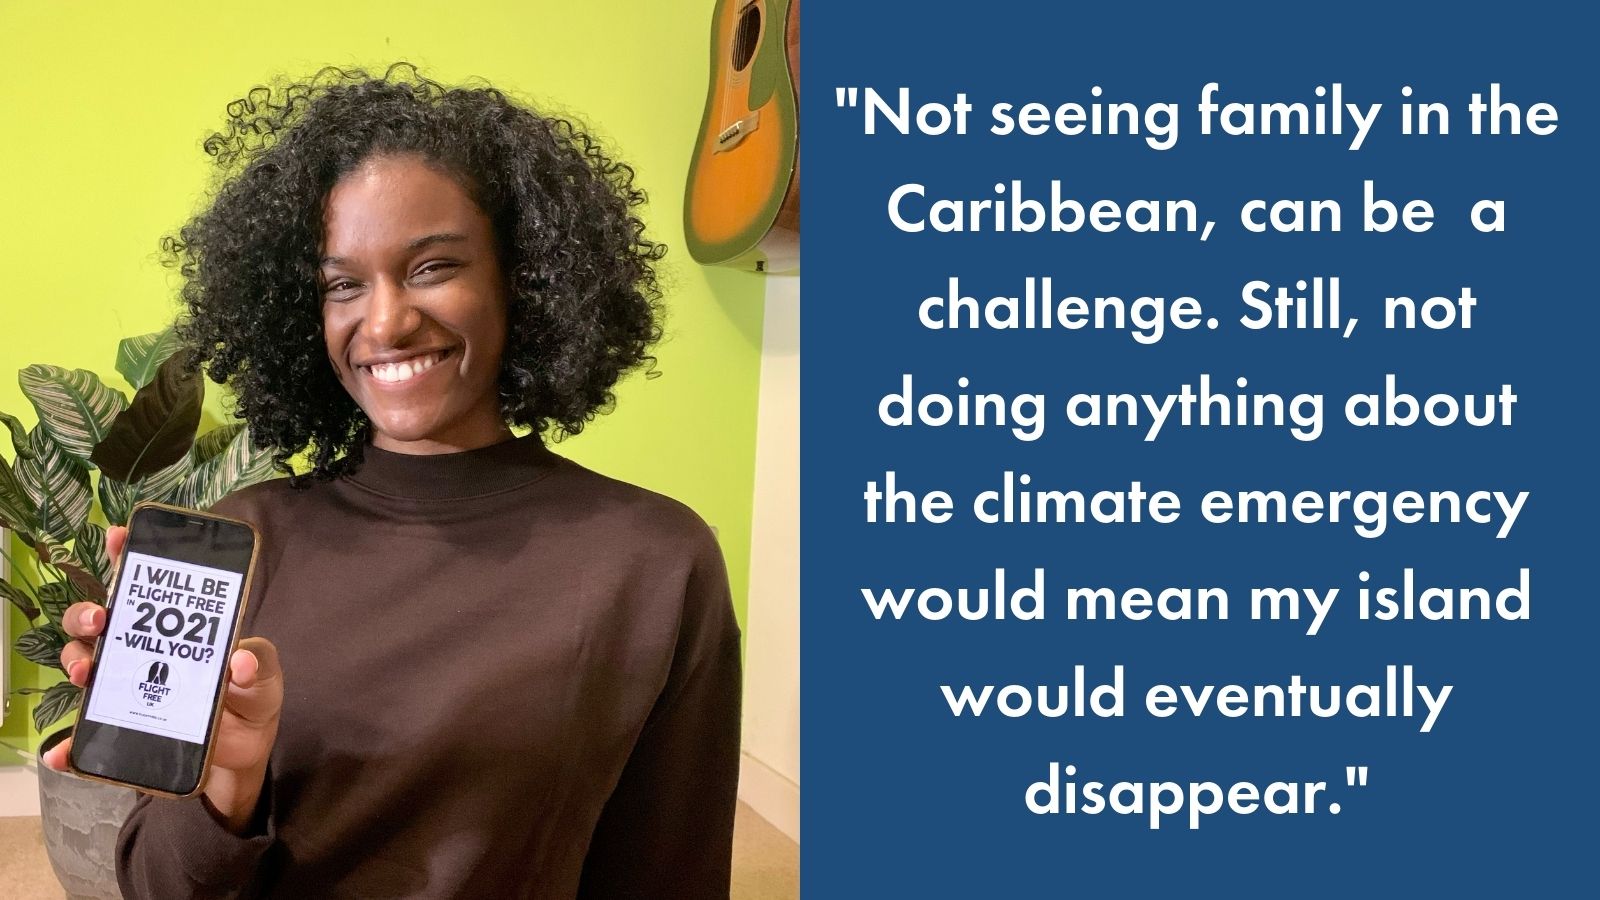 I WILL BE
FLIGHT FREE
IN 2021
-WILL YOU?
FLIGHT
FREE
UK
"Not seeing family in the
Caribbean, can be  a
challenge. Still, not
doing anything about
the climate emergency
would mean my island
would eventually
disappear."